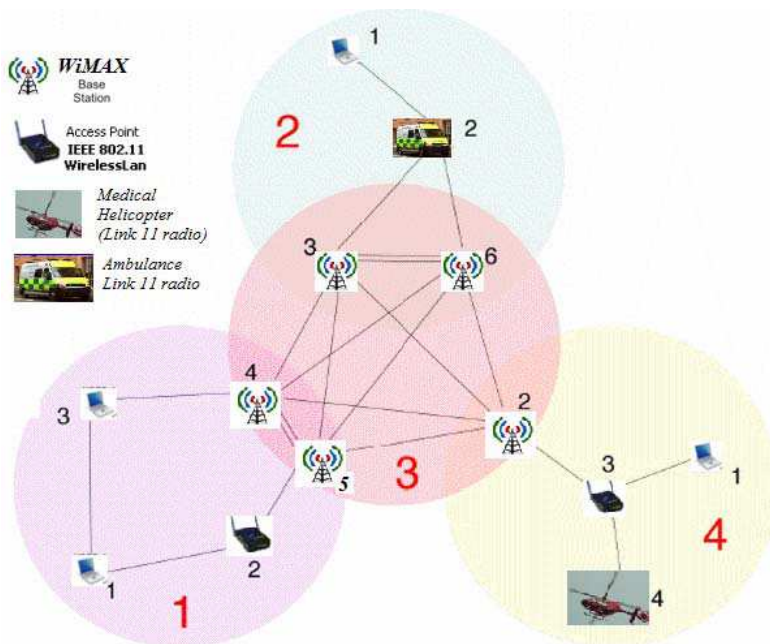 WiMAX
Base
Station
Access Point
IEEE 802.11
WirelessLan
Medical
Helicopter
(Link 11 radio)
Ambulance
Link 11 radio
1
2
2
3
6
4
3
2
5
3
3
1
4
4
2
1
1